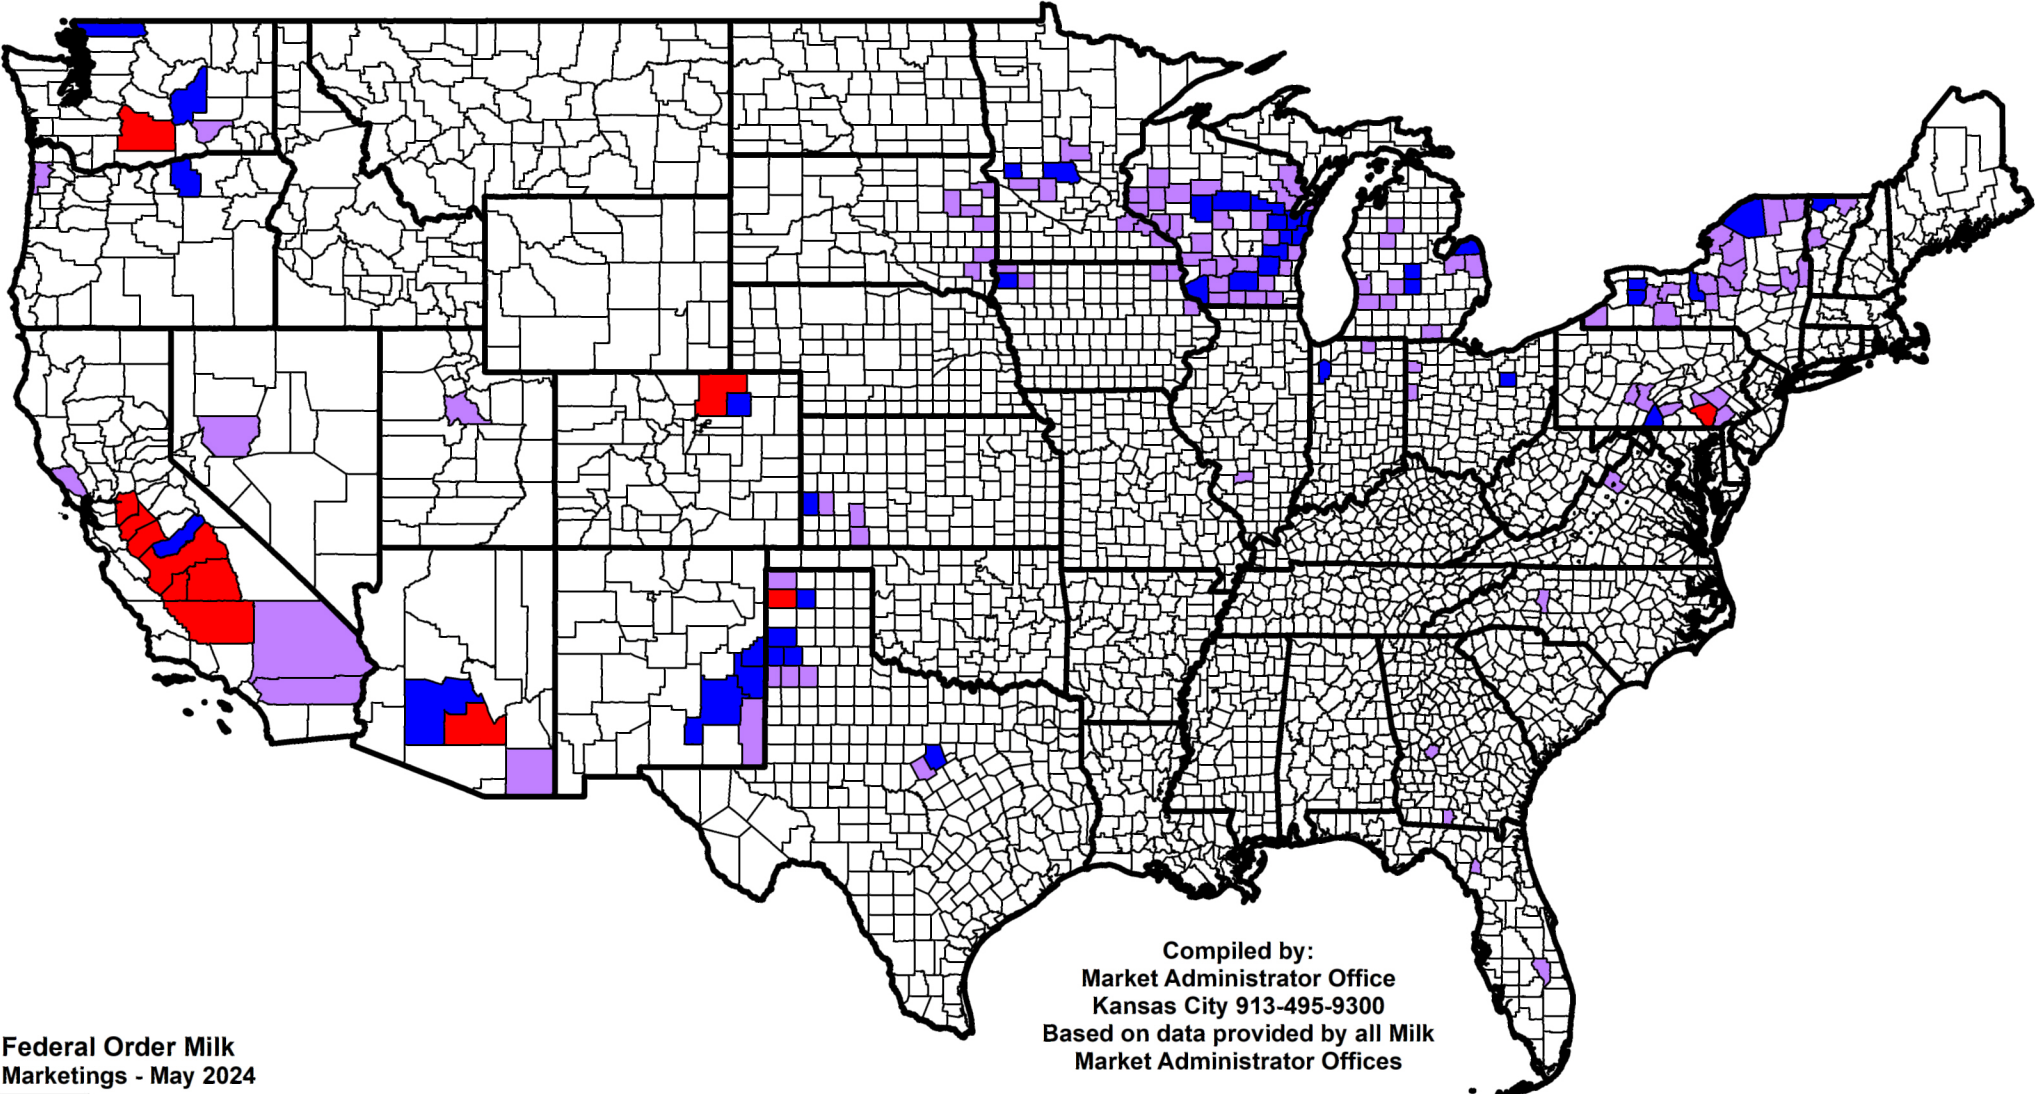 Compiled by:
Market Administrator Office
Kansas City 913-495-9300
Based on data provided by all Milk
Market Administrator Offices
Federal Order Milk
Marketings - May 2024